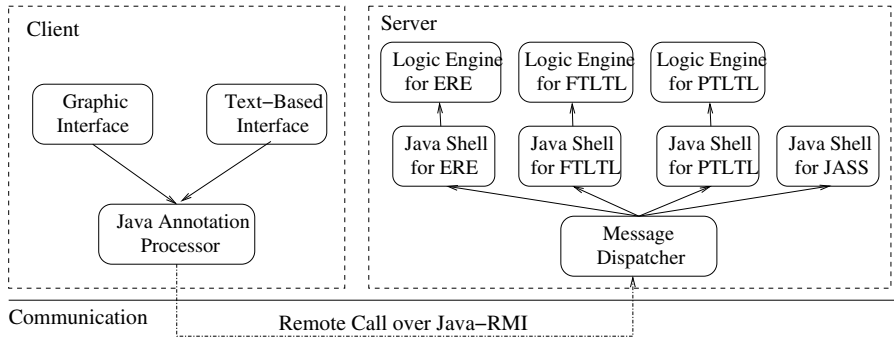 Client
Graphic
Interface
Text−Based
Interface
Java Annotation
Processor
Server
Logic Engine
for ERE
Logic Engine
for FTLTL
Logic Engine
for PTLTL
Java Shell
for ERE
Java Shell
for FTLTL
Java Shell
for PTLTL
Java Shell
for JASS
Message
Dispatcher
Communication
Remote Call over Java−RMI